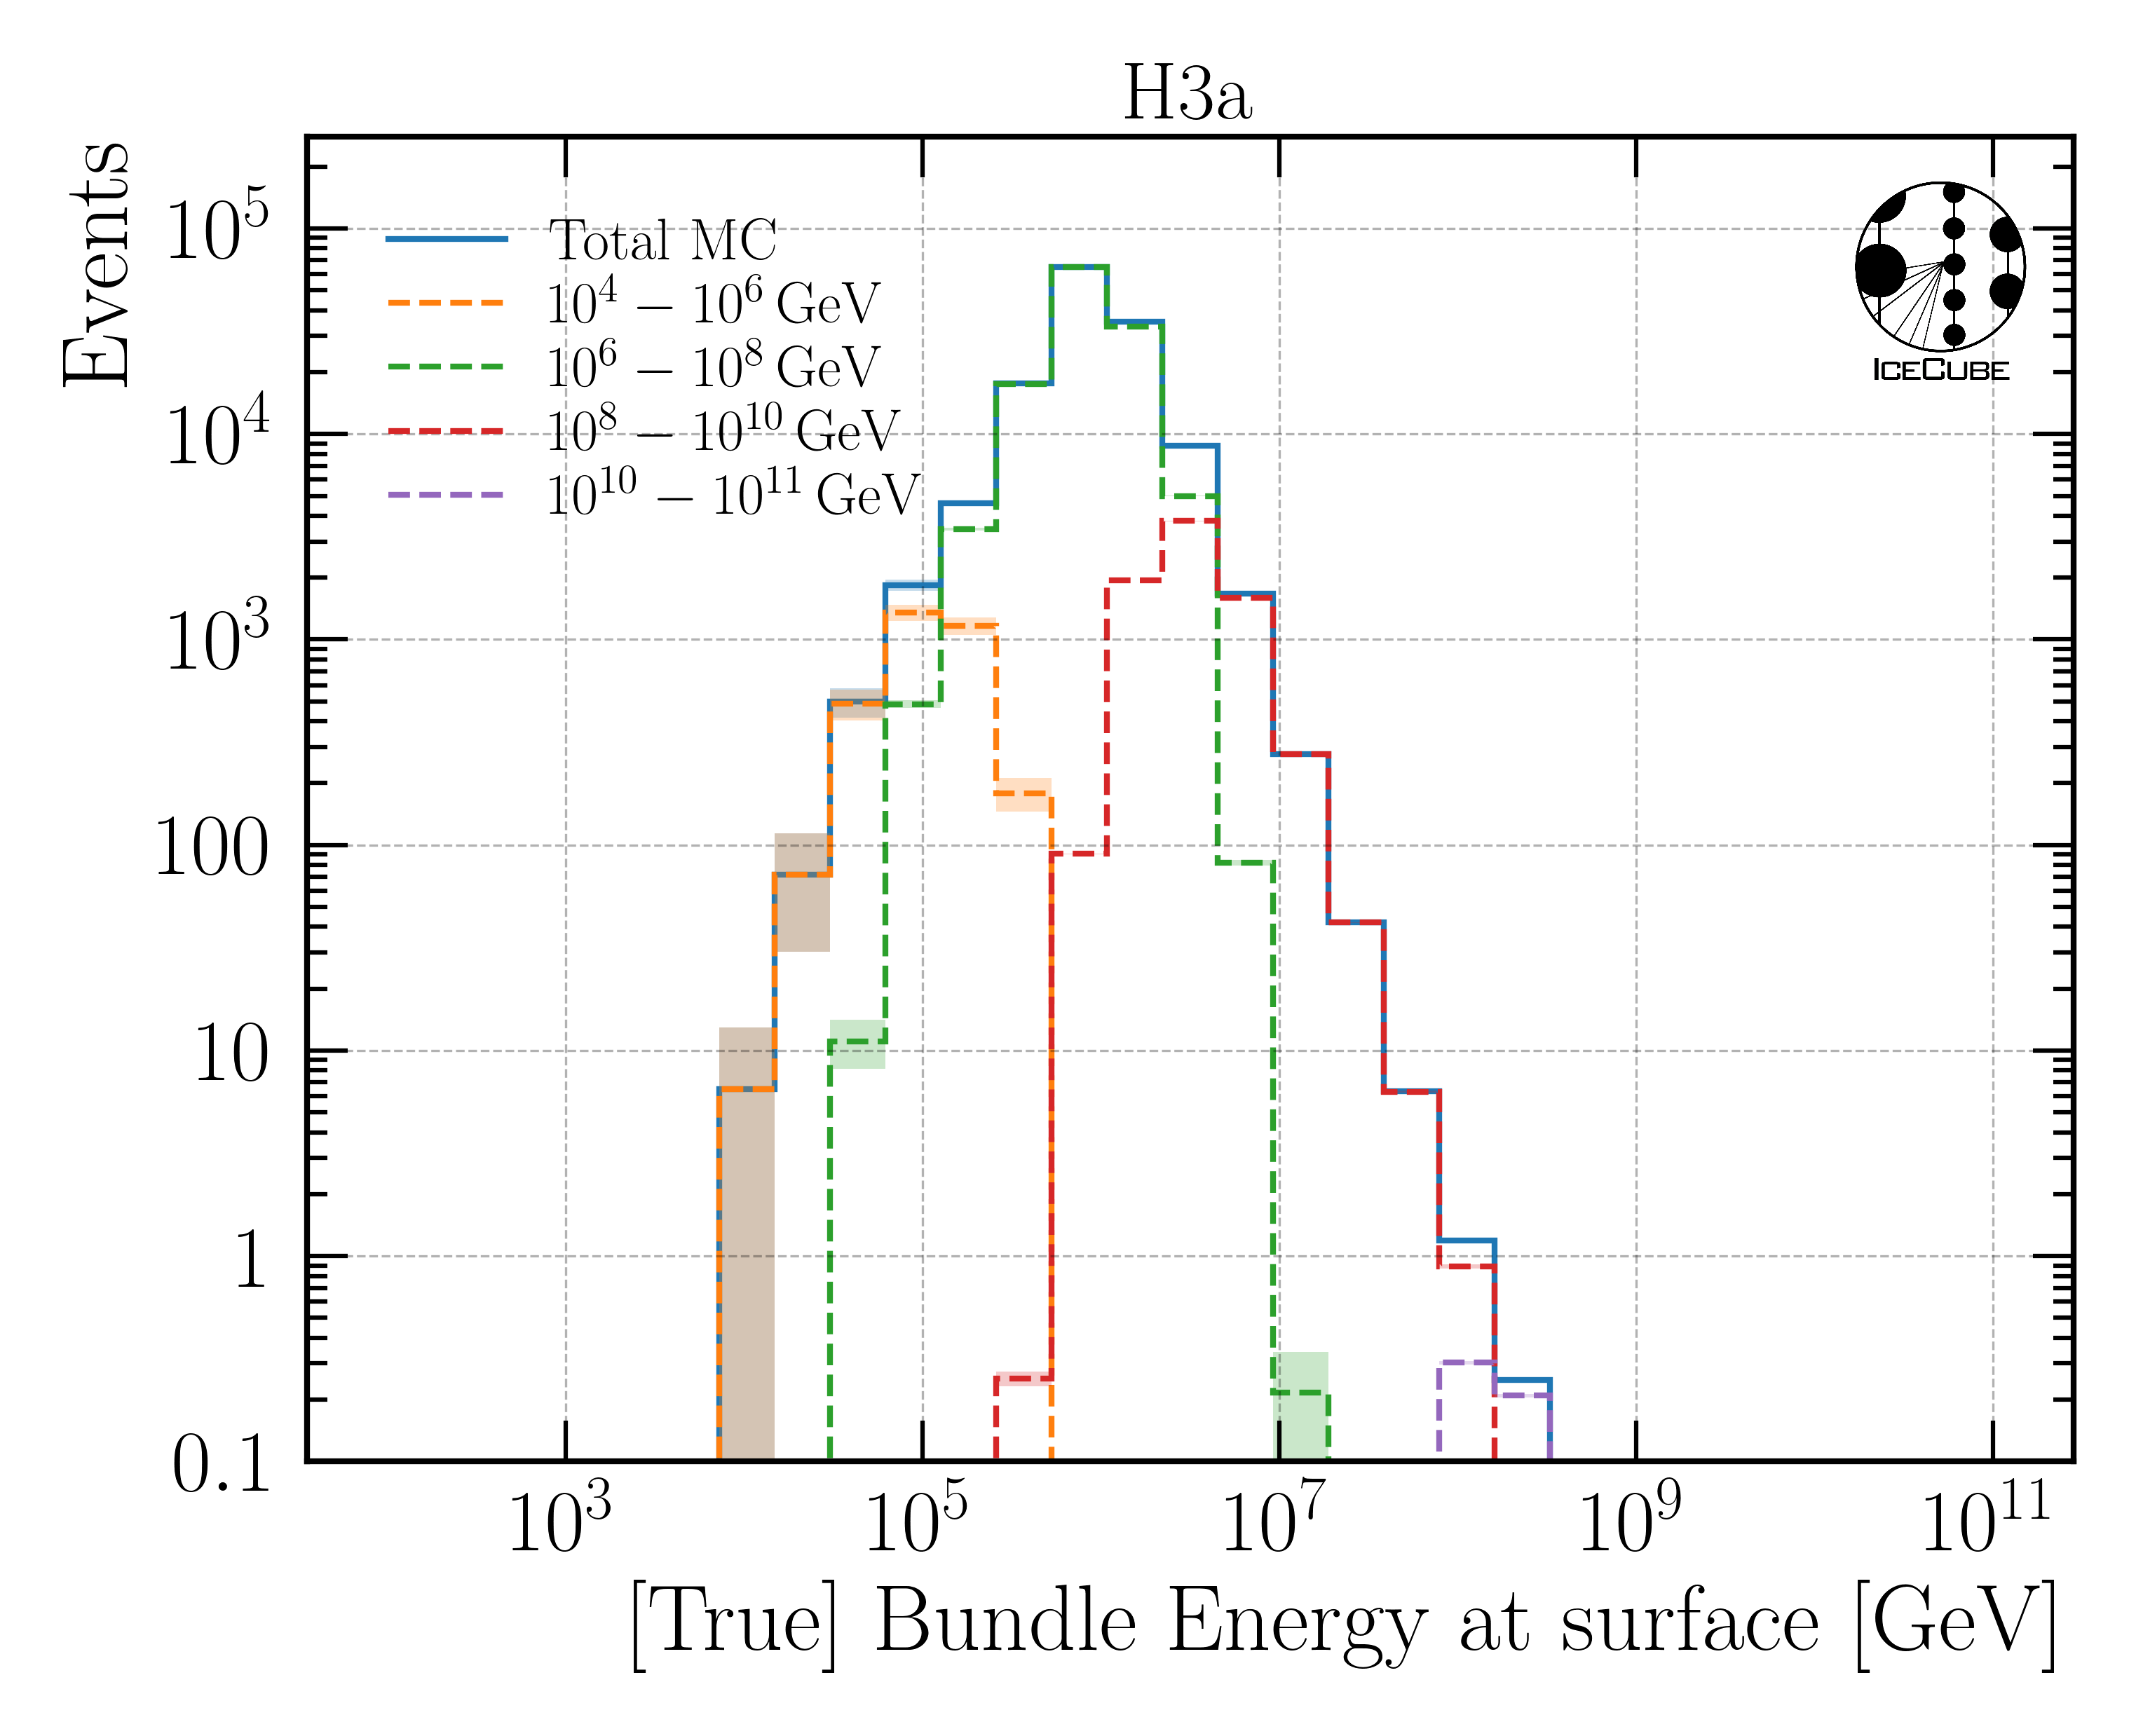 H3a
Events
10^5
10^4
10^3
100
10
1
0.1
Total MC
10^4 − 10^6 GeV
10^6 − 10^8 GeV
10^8 − 10^10 GeV
10^10 − 10^11 GeV
ICECUBE
10^3 10^5 10^7 10^9 10^11
[True] Bundle Energy at surface [GeV]